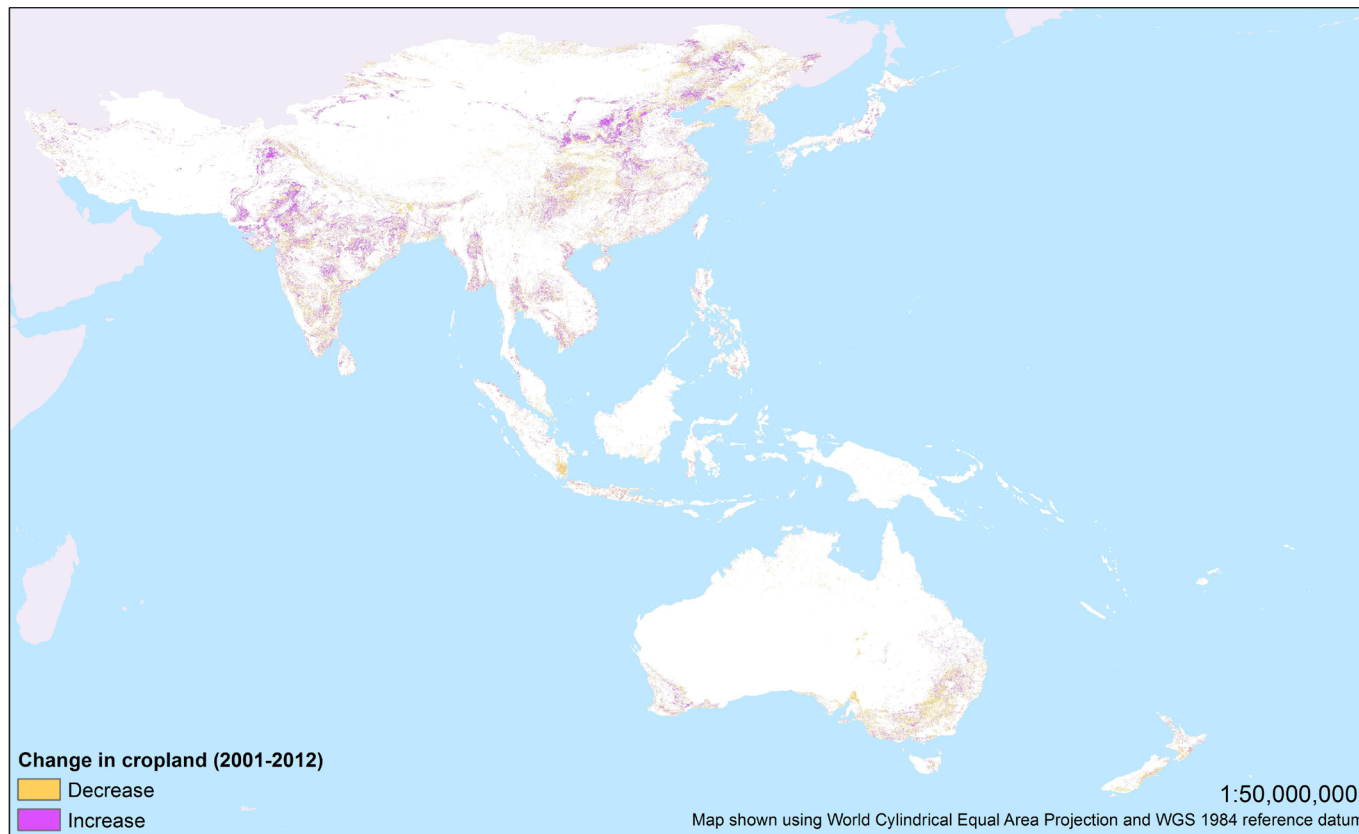 Change in cropland (2001-2012)
Decrease
Increase
1:50,000,000
Map shown using World Cylindrical Equal Area Projection and WGS 1984 reference datum